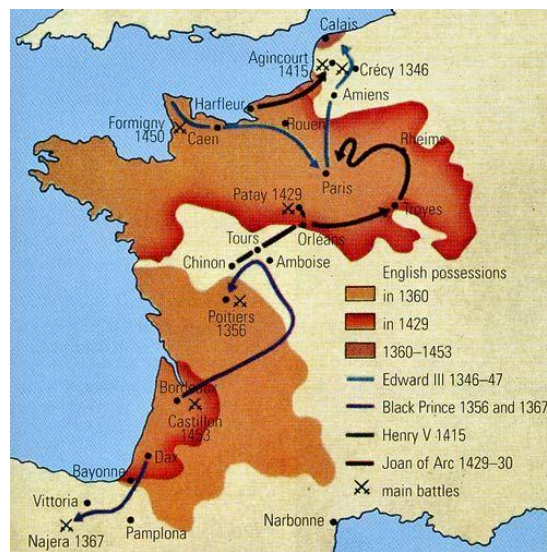 Calais
Agincourt
1415
Crécy 1346
Amiens
Harfleur
Formigny
1450
Caen
Rouen
Rheims
Paris
Patay 1429
Troyes
Orléans
Tours
Chinon
Amboise
Poitiers
1356
Bordeaux
Castillon
1453
Dax
Bayonne
Vittoria
Najera 1367
Pamplona
Narbonne
English possessions
in 1360
in 1429
1360–1453
Edward III 1346–47
Black Prince 1356 and 1367
Henry V 1415
Joan of Arc 1429–30
main battles